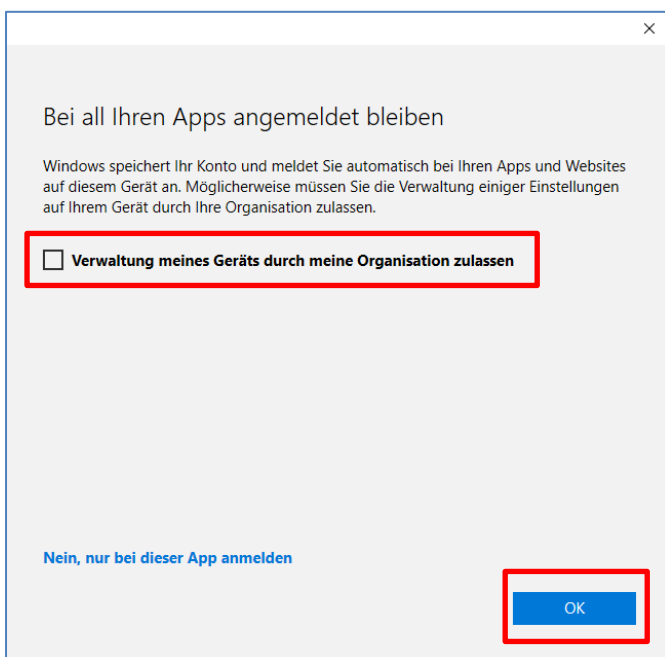 Bei all Ihren Apps angemeldet bleiben
Windows speichert Ihr Konto und meldet Sie automatisch bei Ihren Apps und Websites
auf diesem Gerät an. Möglicherweise müssen Sie die Verwaltung einiger Einstellungen
auf Ihrem Gerät durch Ihre Organisation zulassen.
Verwaltung meines Geräts durch meine Organisation zulassen
Nein, nur bei dieser App anmelden
OK